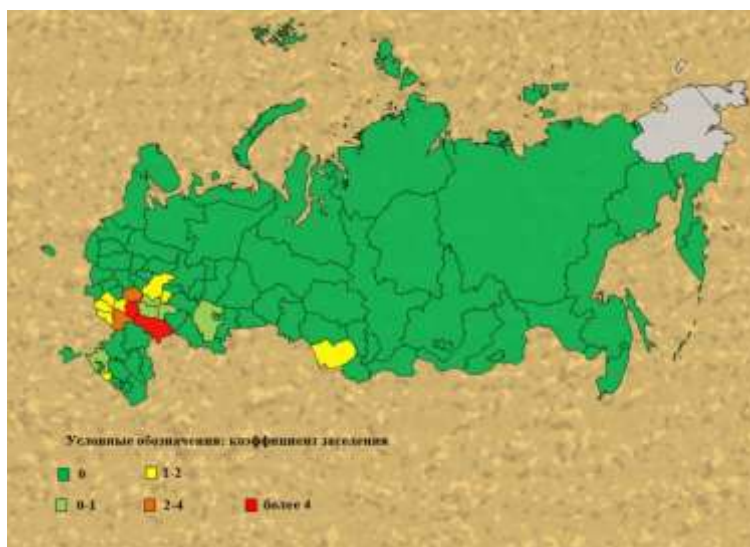 Условные обозначения: коэффициент заселения
0 1-2
0-1 2-4 более 4